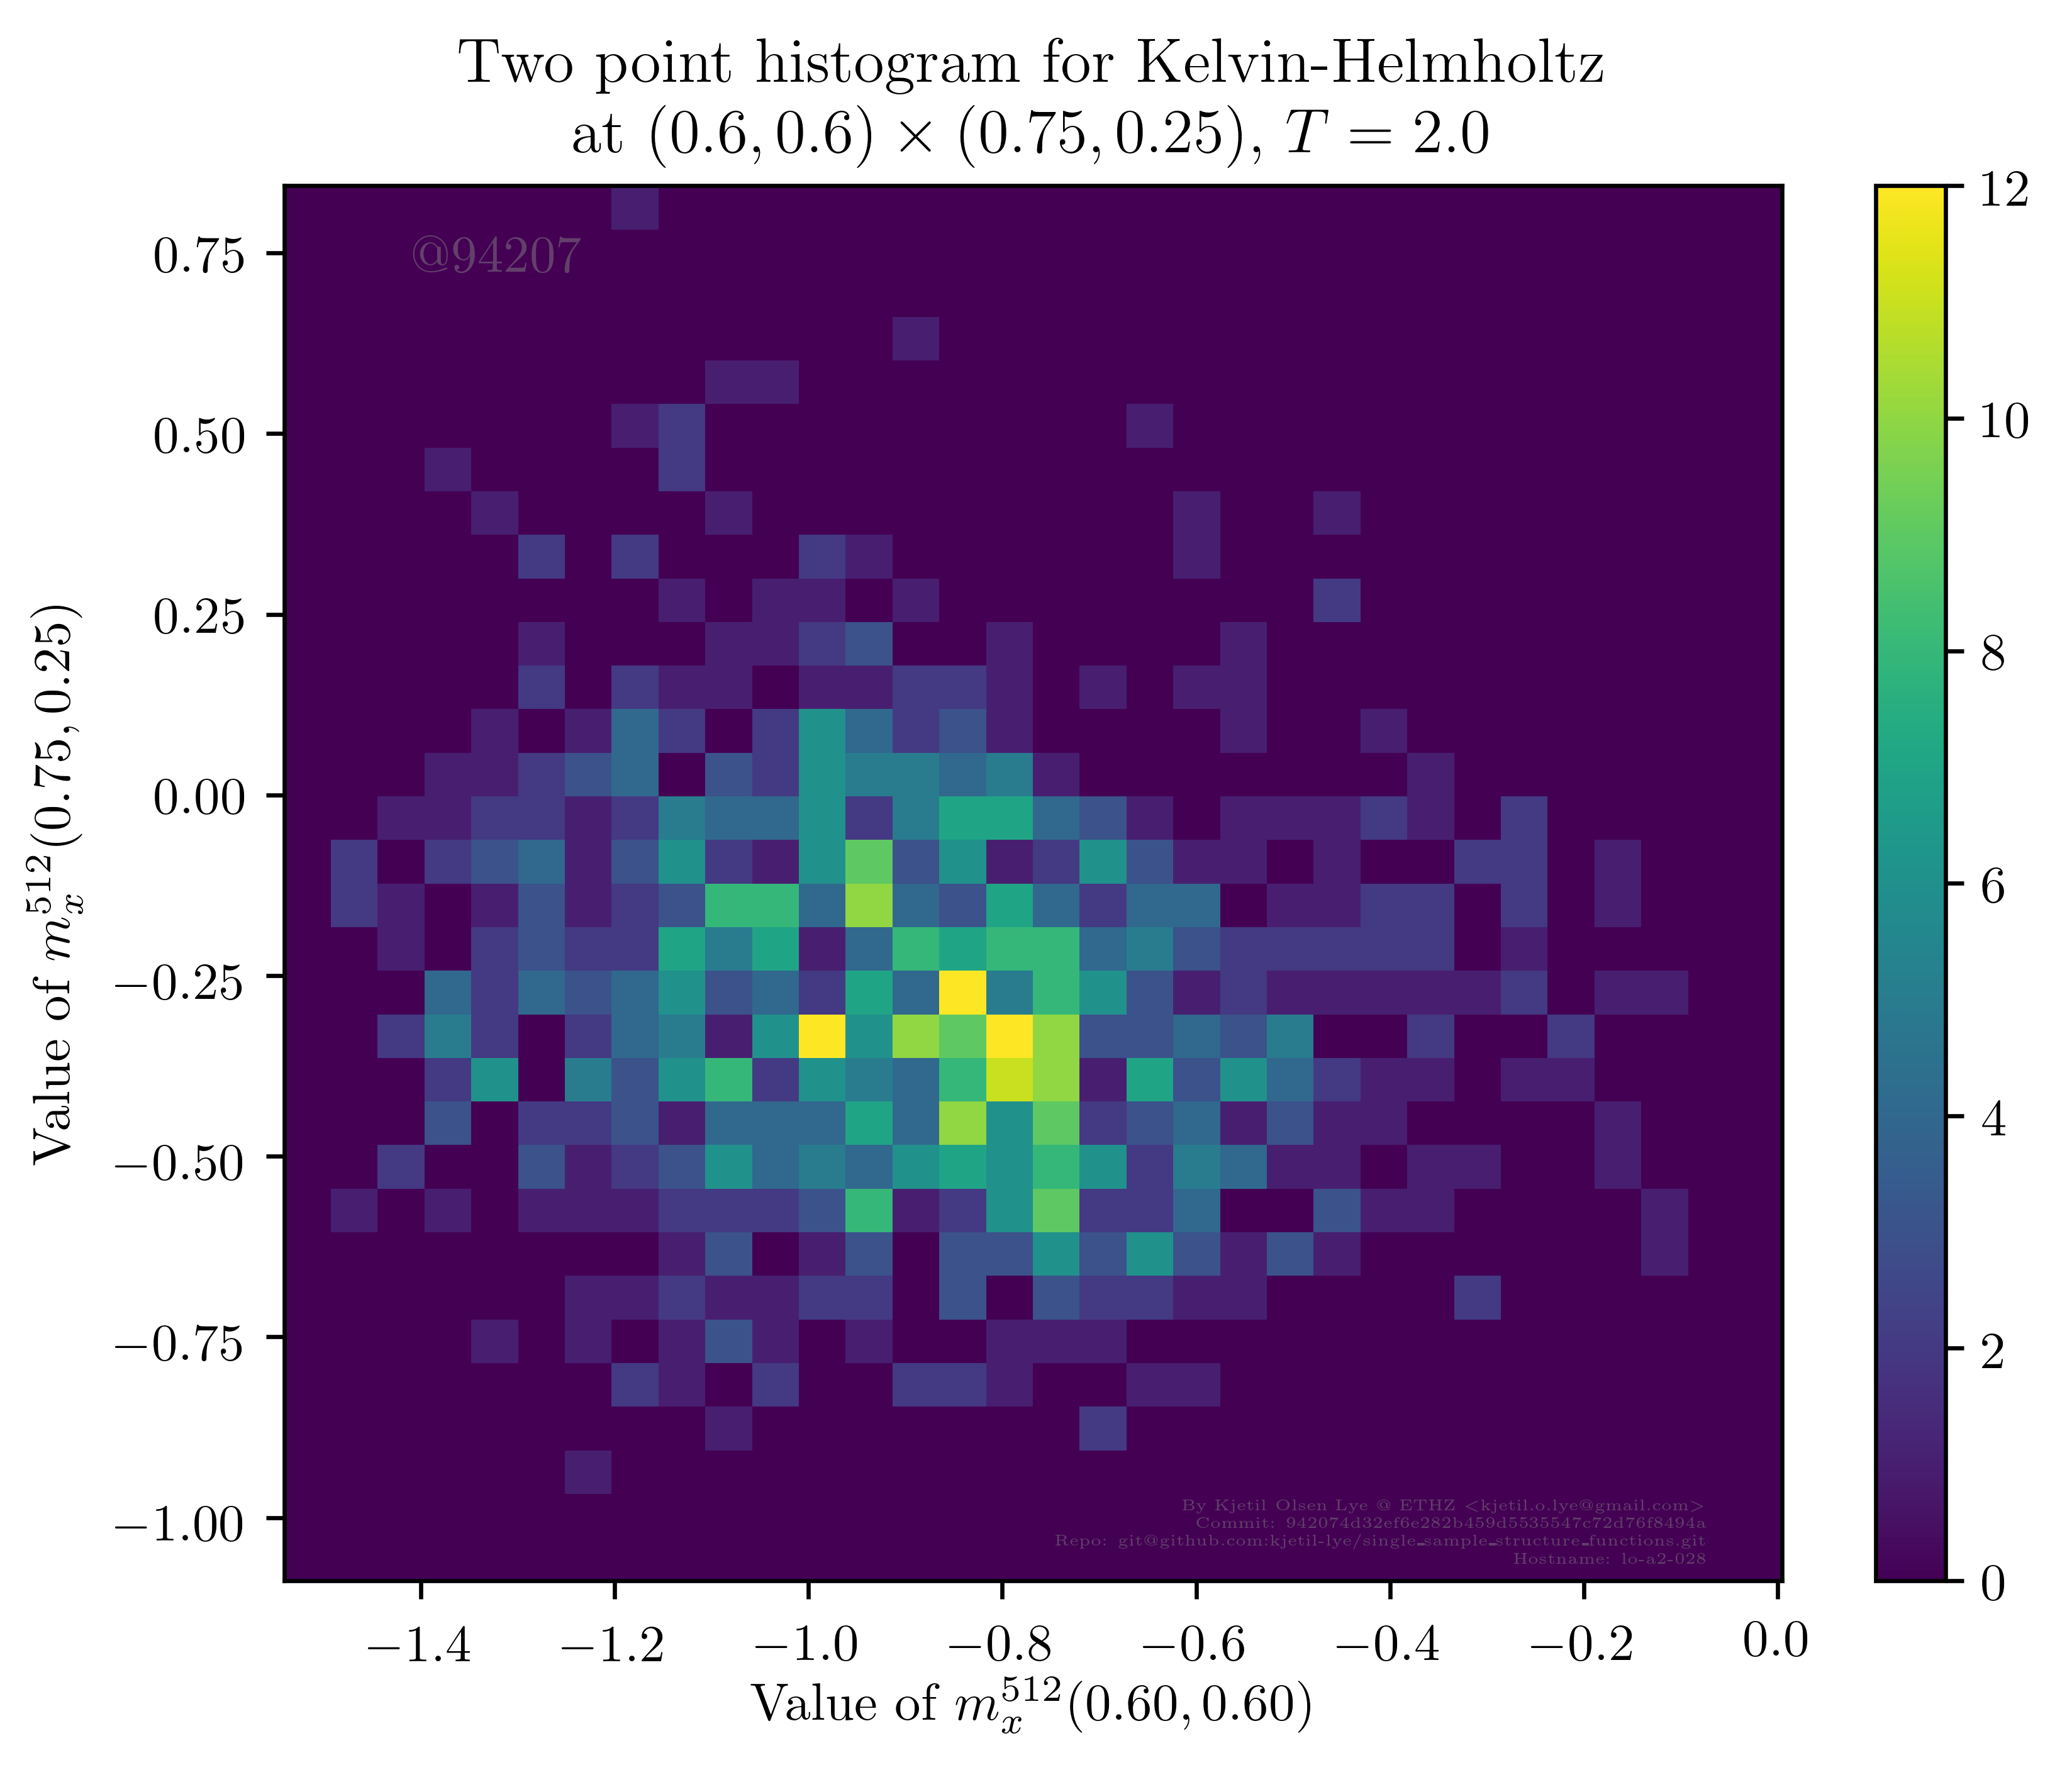 Two point histogram for Kelvin-Helmholtz
at (0.6, 0.6) × (0.75, 0.25), T = 2.0
@94207
0.75
0.50
0.25
0.00
−0.25
−0.50
−0.75
−1.00
Value of m_x^512(0.75, 0.25)
−1.4 −1.2 −1.0 −0.8 −0.6 −0.4 −0.2 0.0
Value of m_x^512(0.60, 0.60)
12
10
8
6
4
2
0
By Kjetil Olsen Lye @ ETHZ <kjetil.o.lye@gmail.com>
Commit: 942074d32ef6e282b459d5535547c72d76f8494a
Repo: git@github.com:kjetil-lye/single_sample_structure_functions.git
Hostname: lo-a2-028